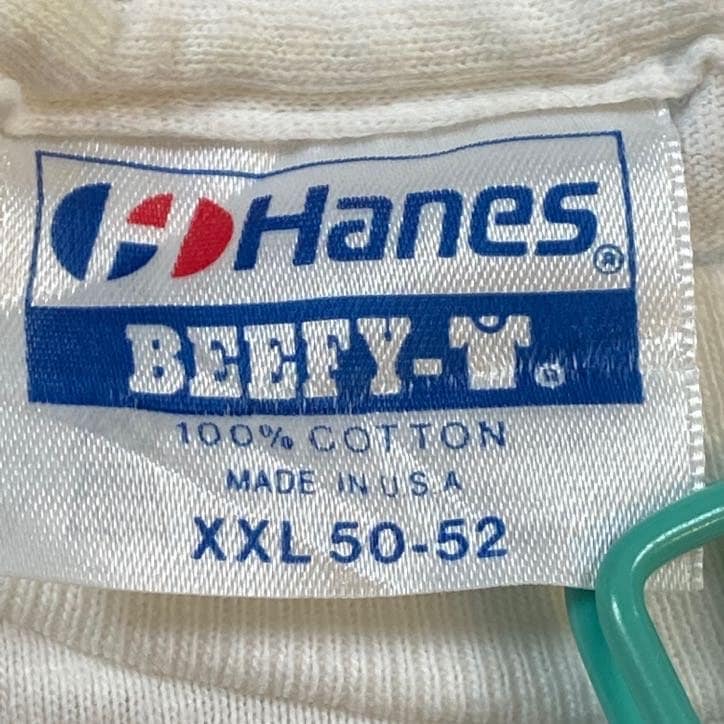 Hanes®
BEEFY-T®
100% COTTON
MADE IN U S A
XXL 50-52